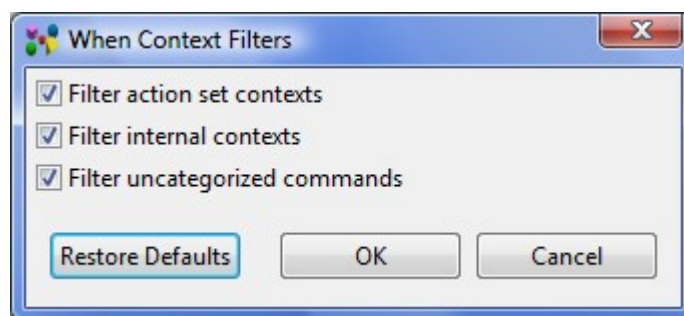 When Context Filters
Filter action set contexts
Filter internal contexts
Filter uncategorized commands
Restore Defaults OK Cancel